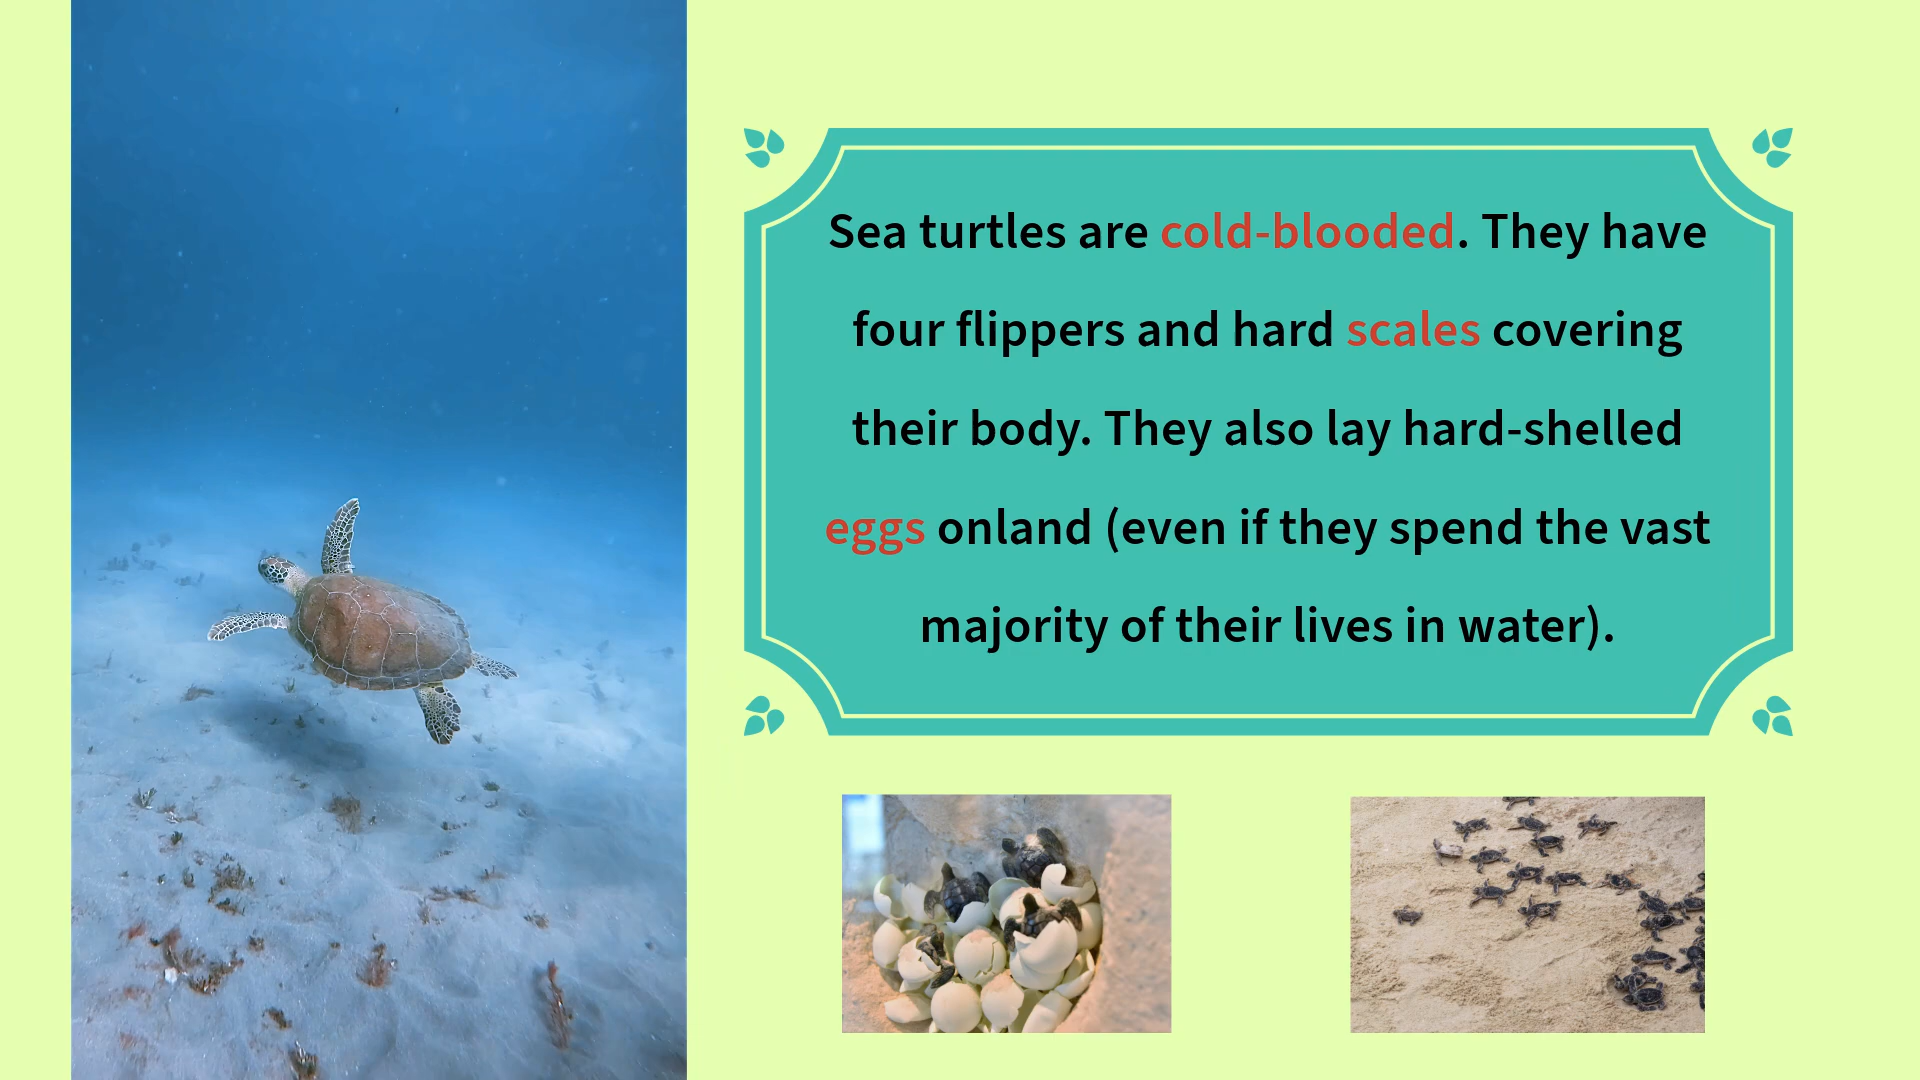 Sea turtles are cold-blooded. They have
four flippers and hard scales covering
their body. They also lay hard-shelled
eggs onland (even if they spend the vast
majority of their lives in water).